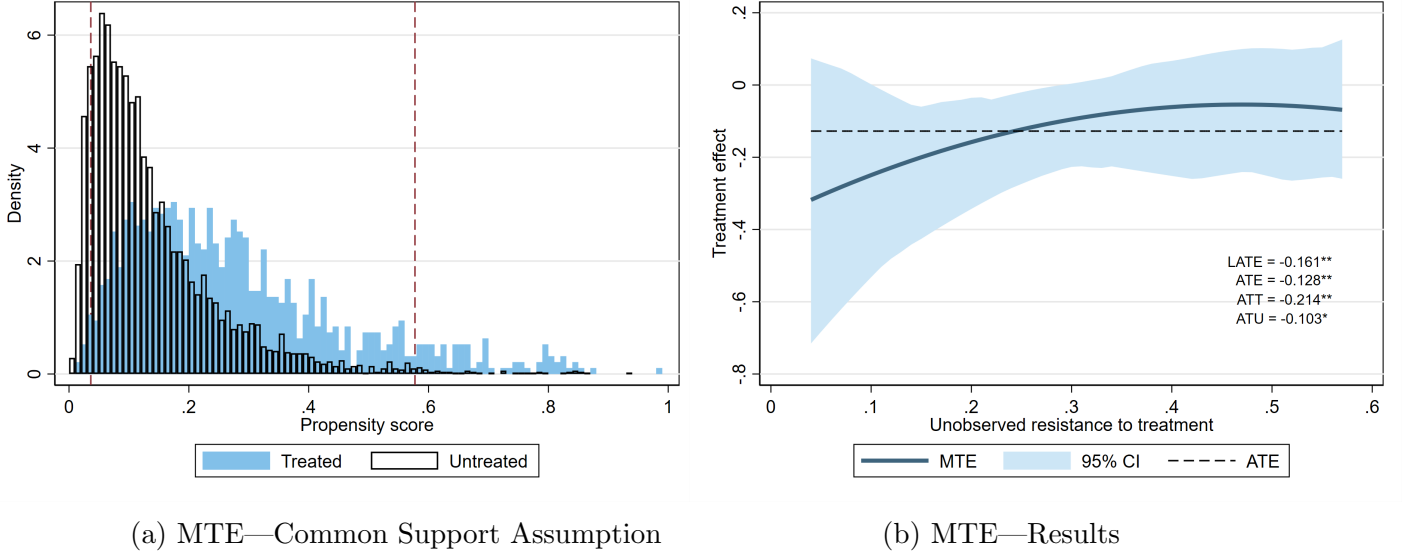 Density
6
4
2
0
0 .2 .4 .6 .8 1
Propensity score
Treated Untreated
(a) MTE—Common Support Assumption
Treatment effect
.2
0
-.2
-.4
-.6
-.8
LATE = -0.161**
ATE = -0.128**
ATT = -0.214**
ATU = -0.103*
0 .1 .2 .3 .4 .5 .6
Unobserved resistance to treatment
MTE 95% CI ATE
(b) MTE—Results